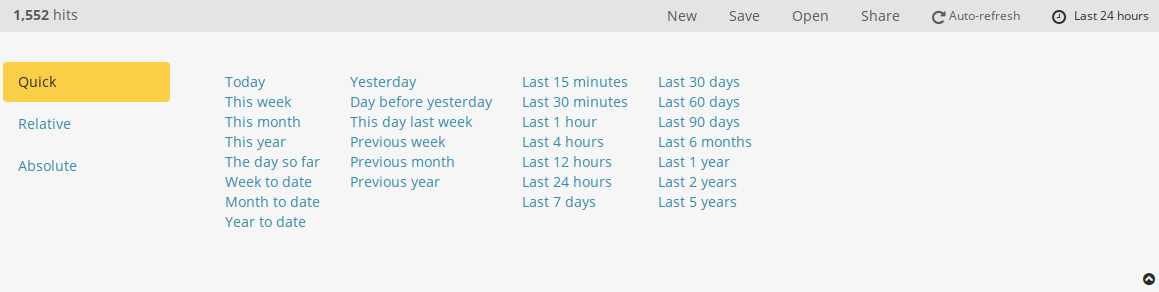 1,552 hits
New Save Open Share Auto-refresh Last 24 hours
Quick
Relative
Absolute
Today
This week
This month
This year
The day so far
Week to date
Month to date
Year to date
Yesterday
Day before yesterday
This day last week
Previous week
Previous month
Previous year
Last 15 minutes
Last 30 minutes
Last 1 hour
Last 4 hours
Last 12 hours
Last 24 hours
Last 7 days
Last 30 days
Last 60 days
Last 90 days
Last 6 months
Last 1 year
Last 2 years
Last 5 years